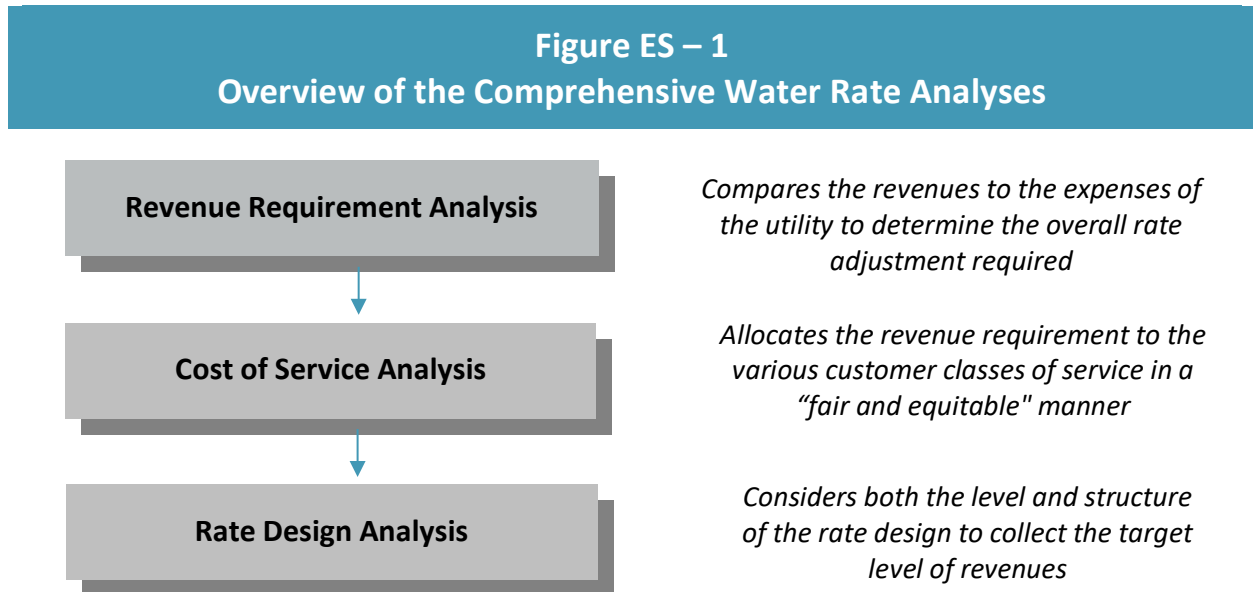 Figure ES – 1
Overview of the Comprehensive Water Rate Analyses
Revenue Requirement Analysis
Compares the revenues to the expenses of
the utility to determine the overall rate
adjustment required
Cost of Service Analysis
Allocates the revenue requirement to the
various customer classes of service in a
“fair and equitable" manner
Rate Design Analysis
Considers both the level and structure
of the rate design to collect the target
level of revenues